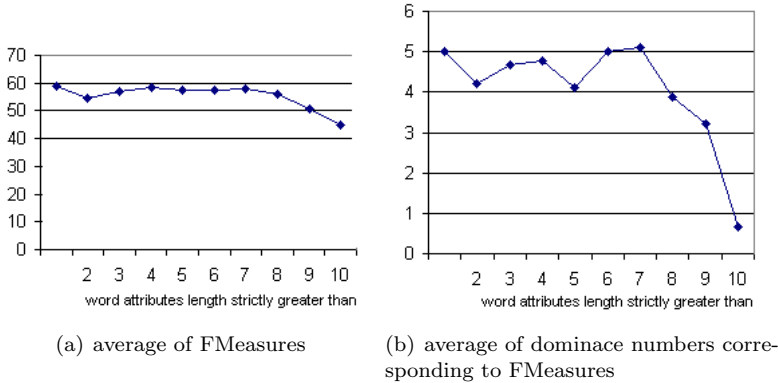 70
60
50
40
30
20
10
0
2 3 4 5 6 7 8 9 10
word attributes length strictly greater than
(a) average of FMeasures
6
5
4
3
2
1
0
2 3 4 5 6 7 8 9 10
word attributes length strictly greater than
(b) average of dominace numbers corre-
sponding to FMeasures